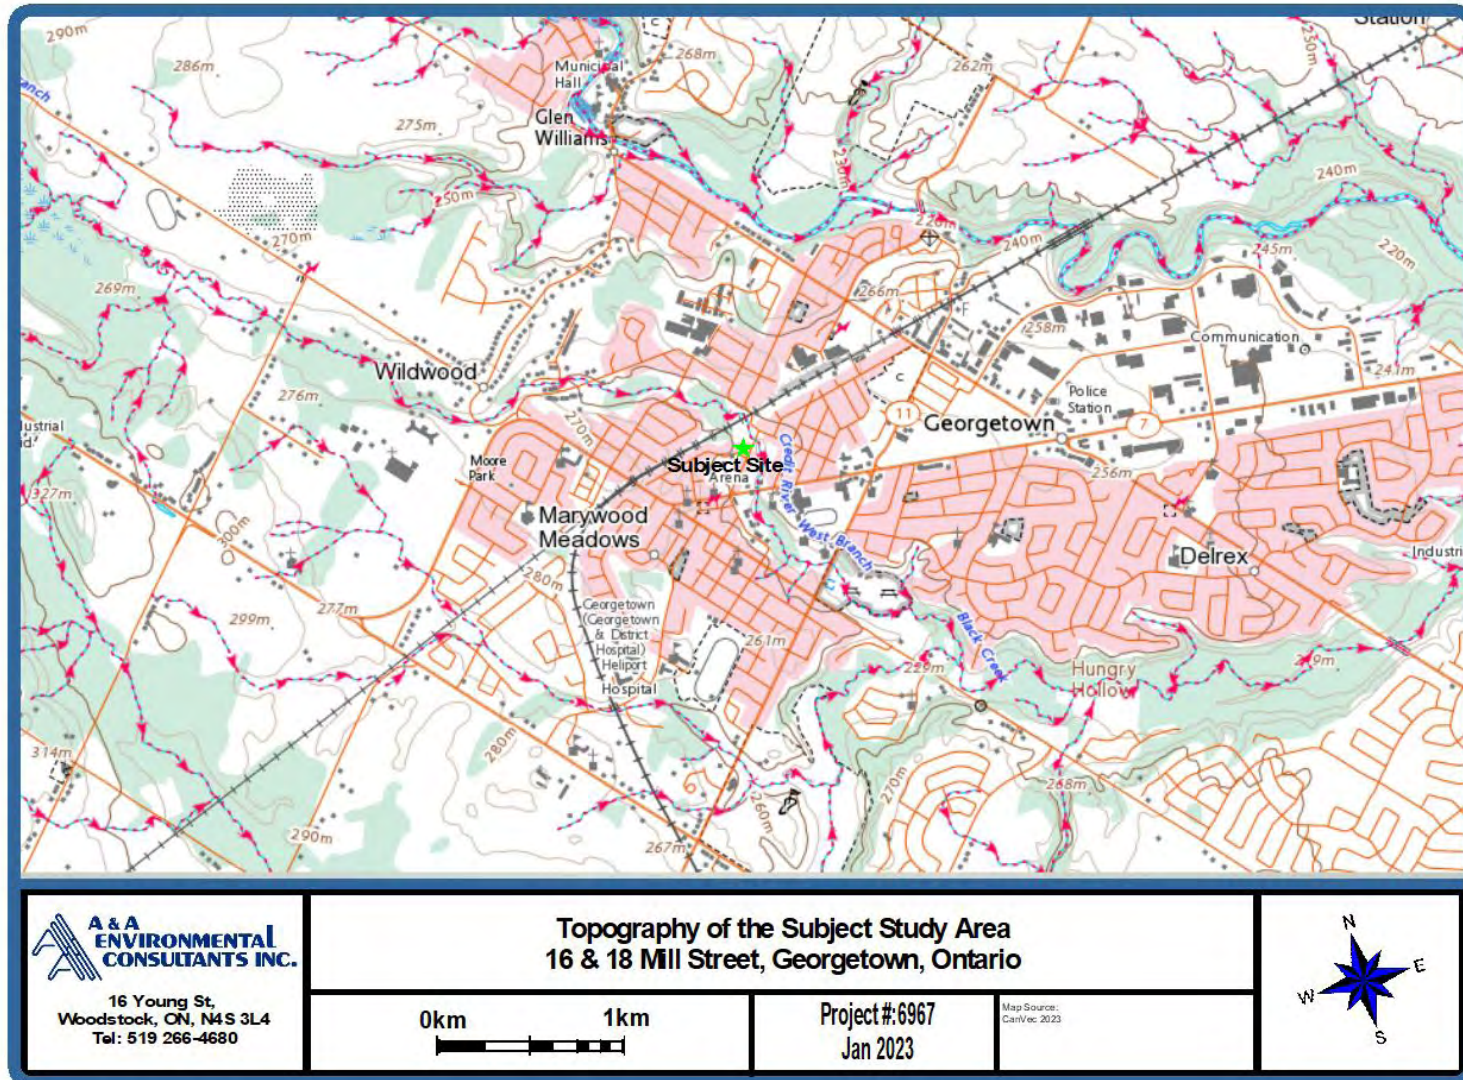 Station
290m
286m
Municipal
Hall
268m
262m
250m
anch
Glen
Williams
275m
250m
230m
240m
220m
240m
270m
245m
220m
269m
266m
F
258m
Communication
Wildwood
241m
276m
C
Police
Station
11
Georgetown
7
270m
ustrial
Moore
Park
Subject Site
Arena
Credit River West Branch
256m
327m
300m
Marywood
Meadows
Delrex
Industri
280m
277m
299m
Georgetown
(Georgetown
& District
Hospital)
Heliport
Hospital
261m
Black Creek
229m
Hungry
Hollow
219m
314m
280m
270m
268m
260m
290m
267m
A & A
ENVIRONMENTAL
CONSULTANTS INC.
16 Young St,
Woodstock, ON, N4S 3L4
Tel: 519 266-4680
Topography of the Subject Study Area
16 & 18 Mill Street, Georgetown, Ontario
0km 1km
Project #:6967
Jan 2023
Map Source:
CanVec 2023
N
E
W
S